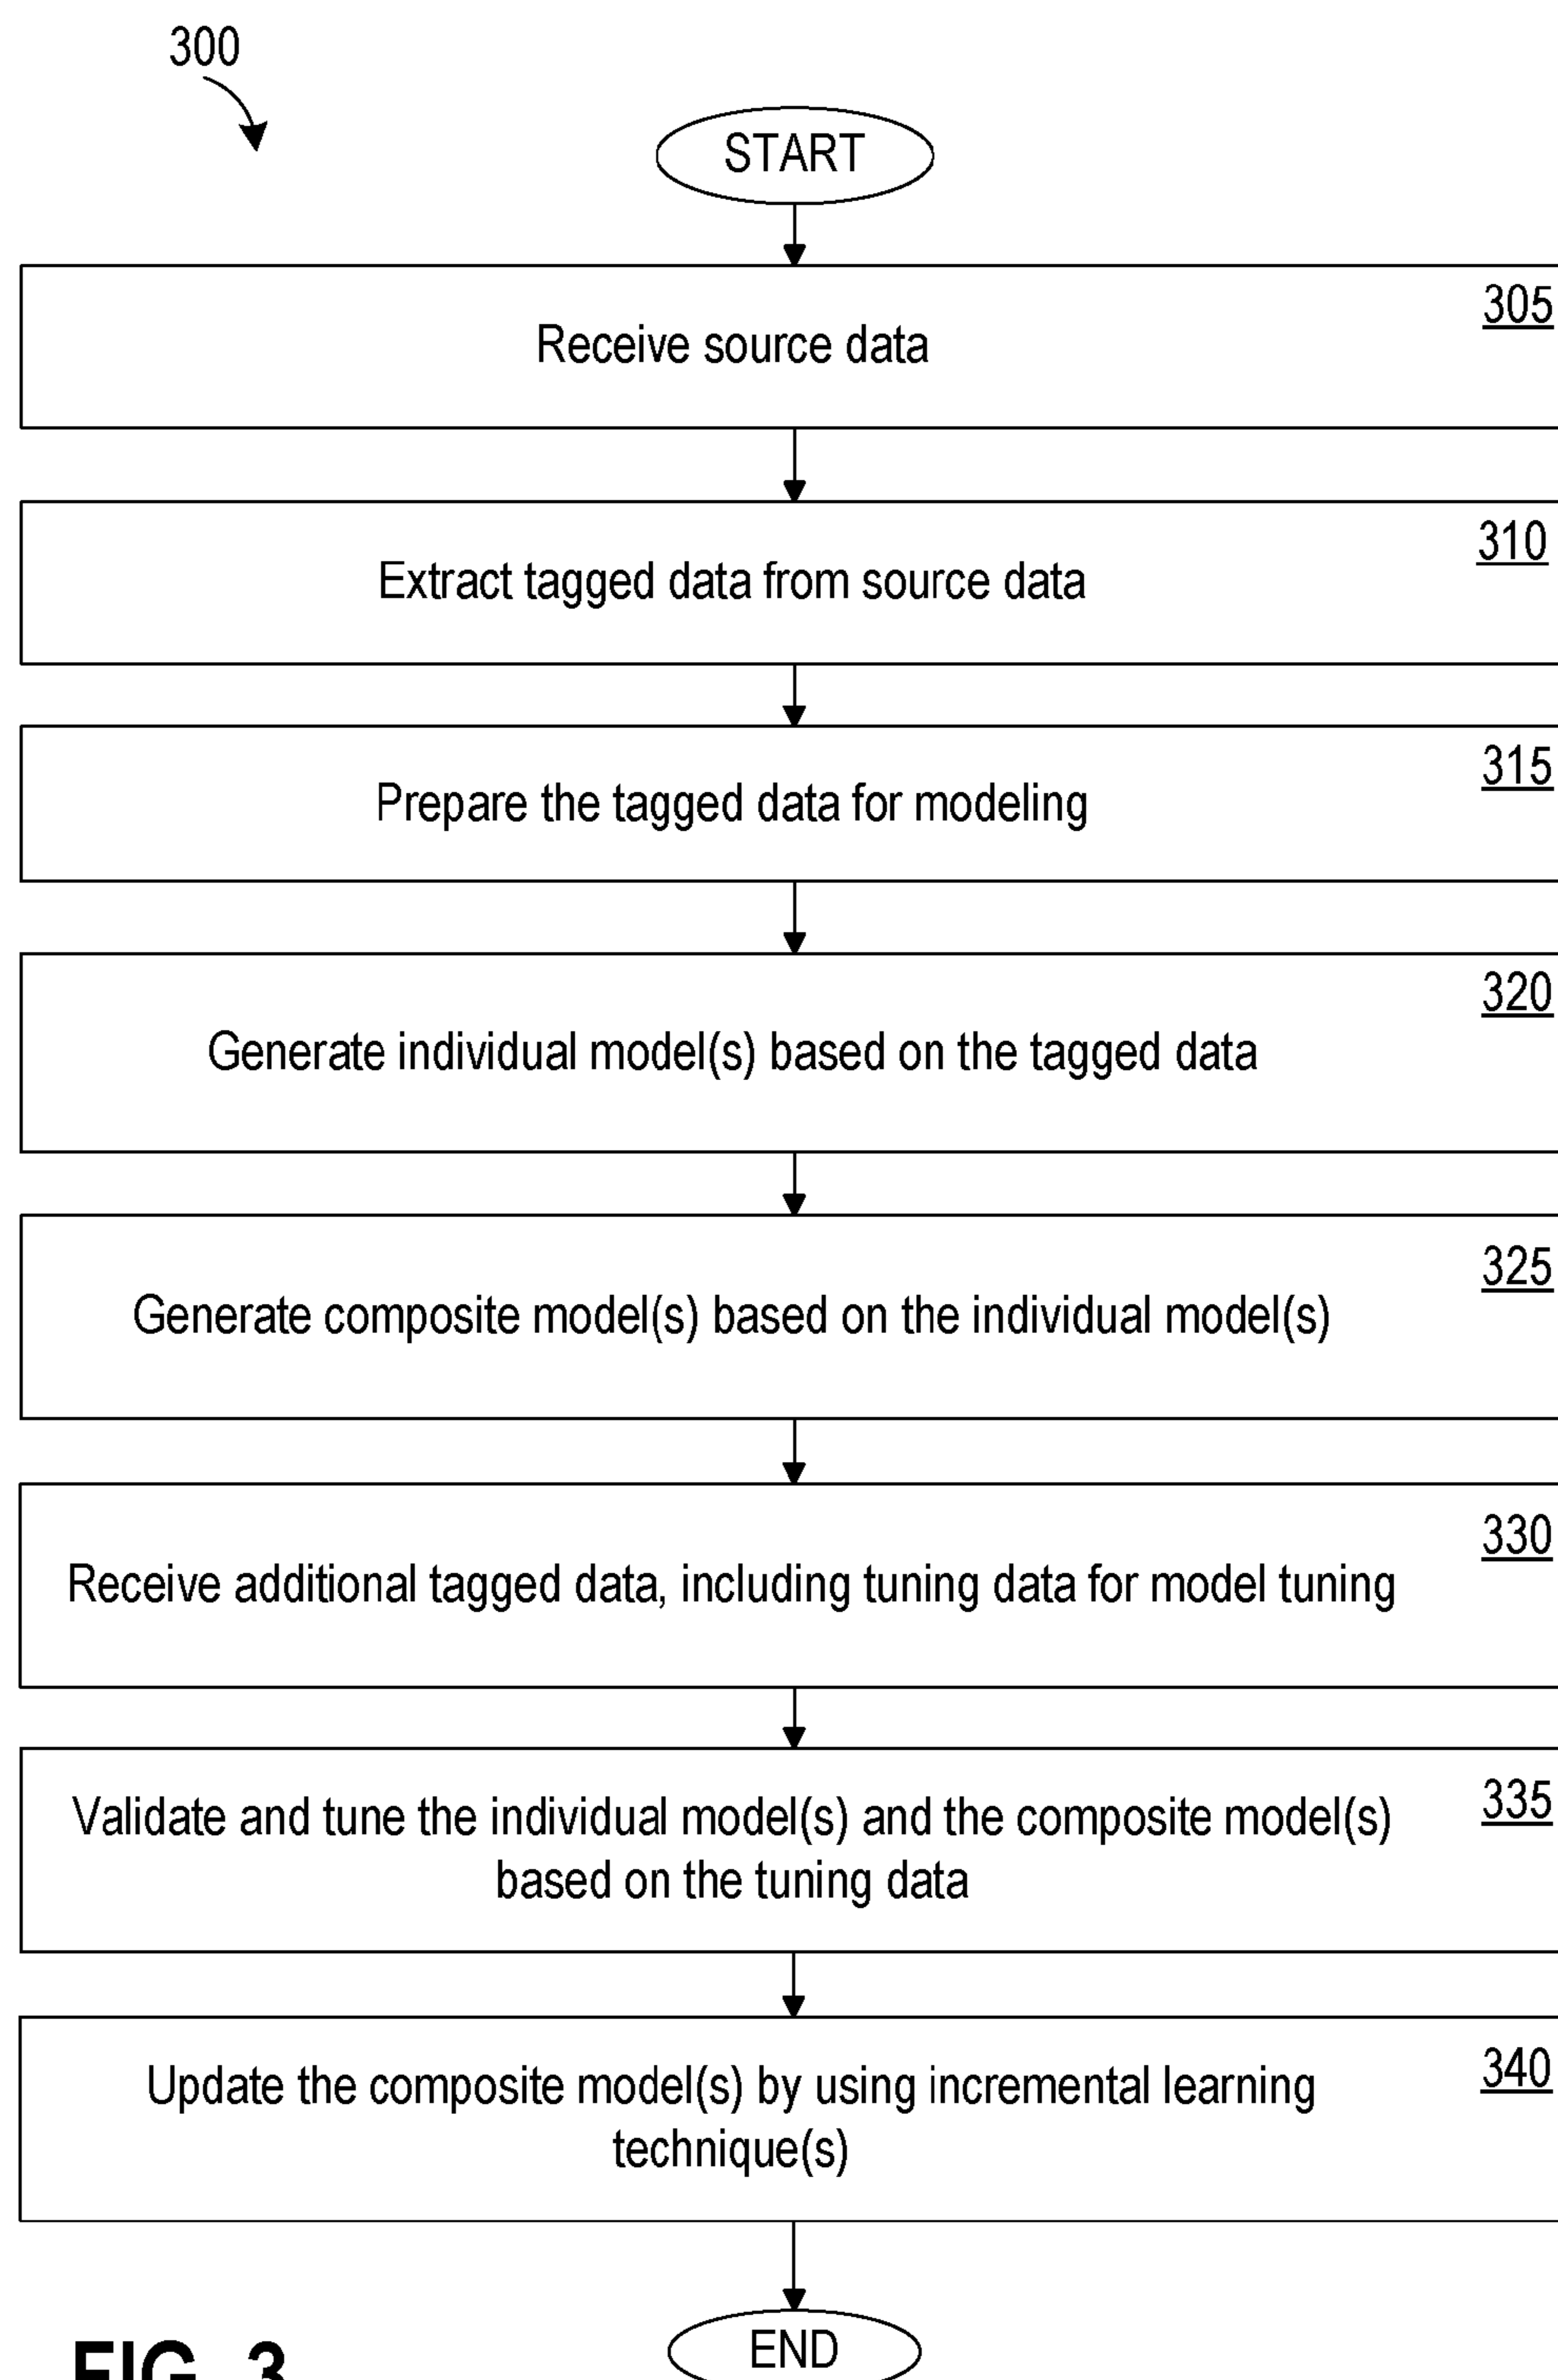 300
START
305
Receive source data
310
Extract tagged data from source data
315
Prepare the tagged data for modeling
320
Generate individual model(s) based on the tagged data
325
Generate composite model(s) based on the individual model(s)
330
Receive additional tagged data, including tuning data for model tuning
335
Validate and tune the individual model(s) and the composite model(s)
based on the tuning data
340
Update the composite model(s) by using incremental learning
technique(s)
END
FIG. 3